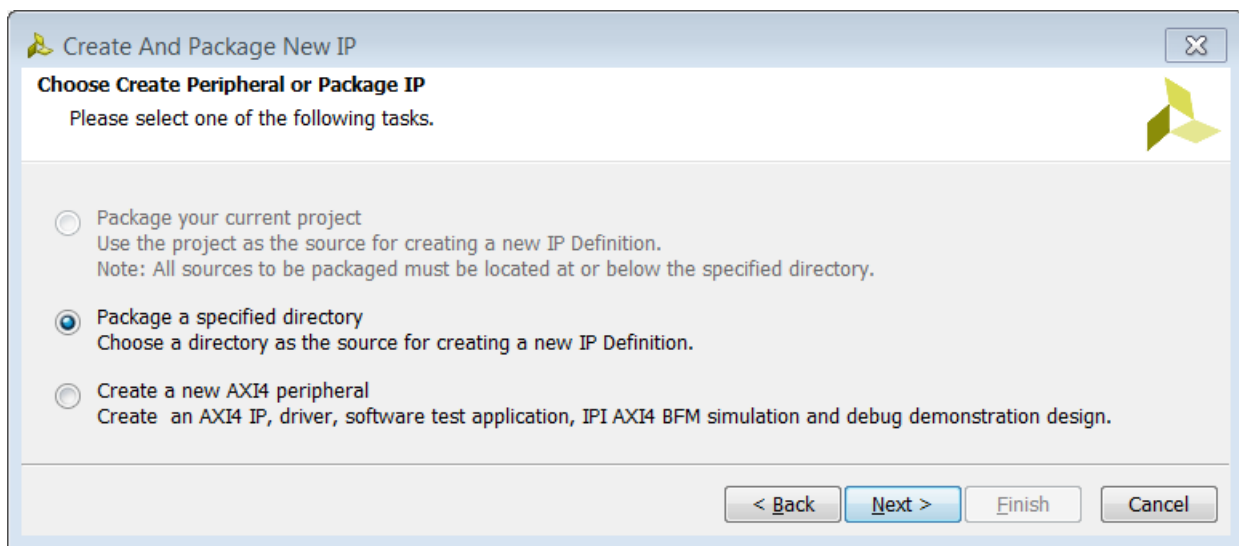 Create And Package New IP
Choose Create Peripheral or Package IP
Please select one of the following tasks.
Package your current project
Use the project as the source for creating a new IP Definition.
Note: All sources to be packaged must be located at or below the specified directory.
Package a specified directory
Choose a directory as the source for creating a new IP Definition.
Create a new AXI4 peripheral
Create  an AXI4 IP, driver, software test application, IPI AXI4 BFM simulation and debug demonstration design.
< Back Next > Finish Cancel